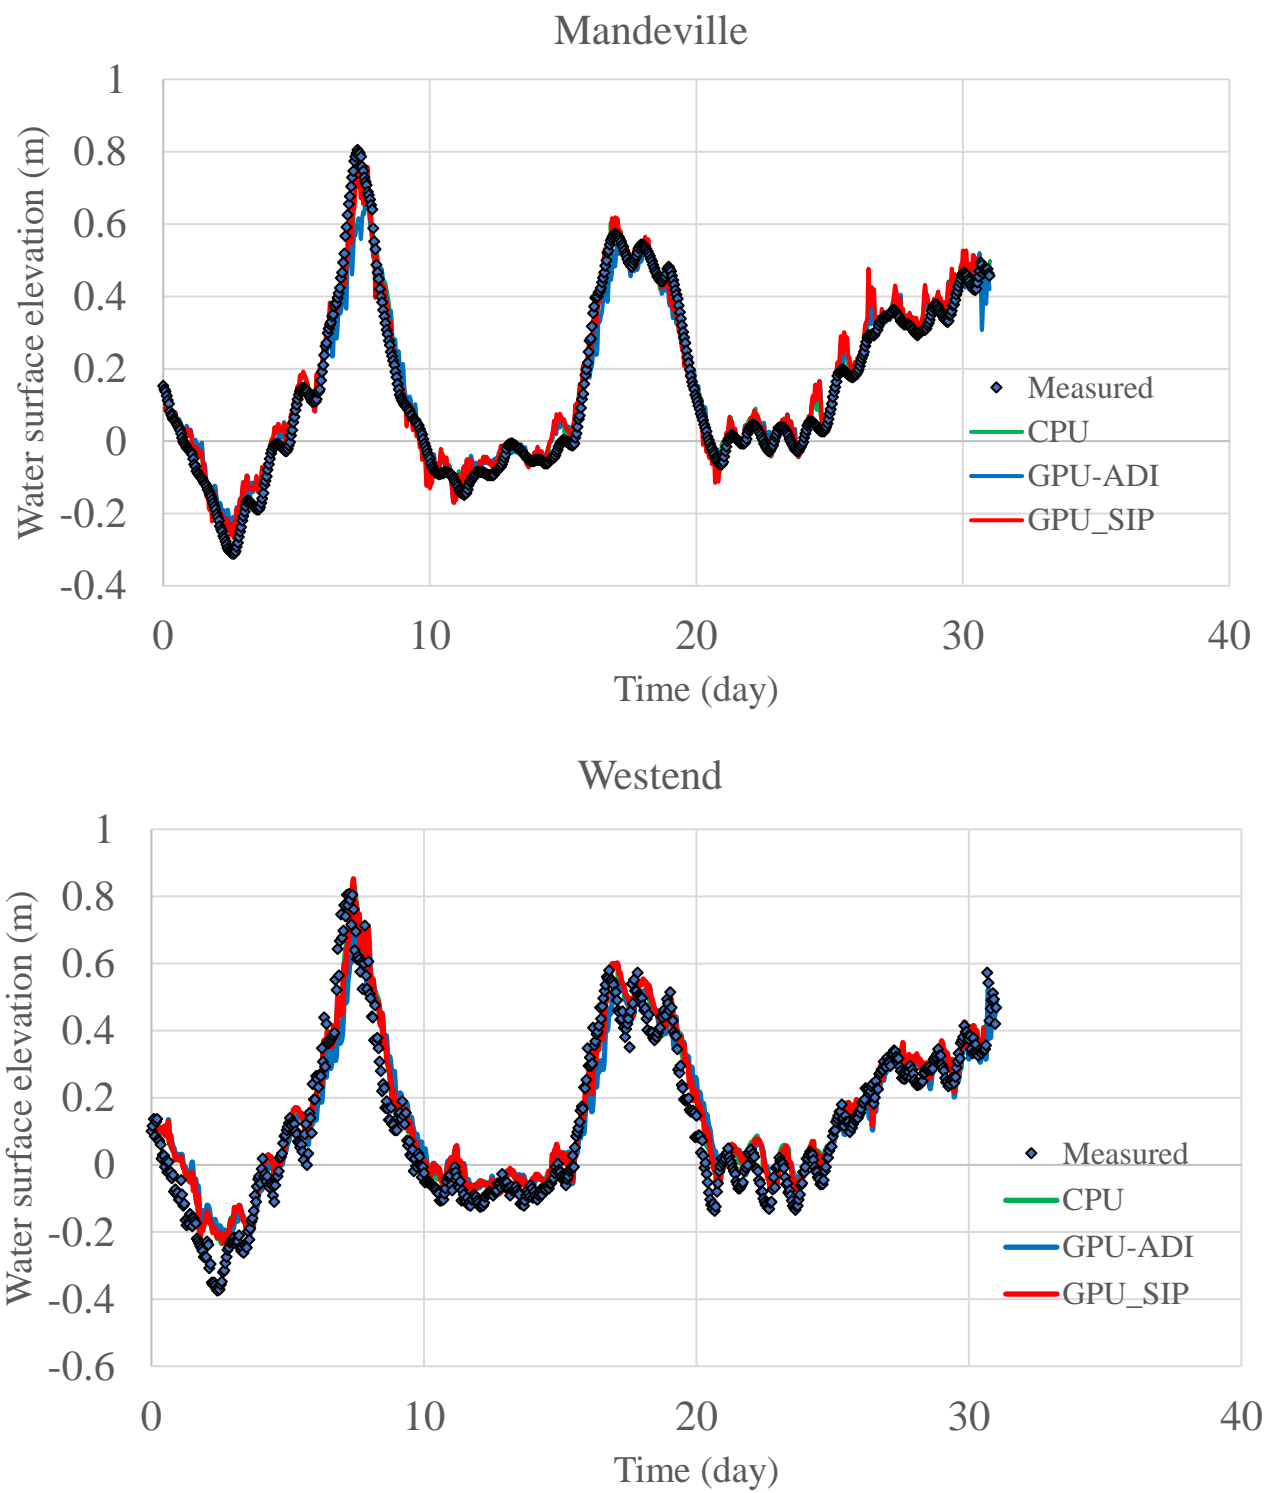 Mandeville
Water surface elevation (m)
1
0.8
0.6
0.4
0.2
0
-0.2
-0.4
Measured
CPU
GPU-ADI
GPU_SIP
0 10 20 30 40
Time (day)
Westend
Water surface elevation (m)
1
0.8
0.6
0.4
0.2
0
-0.2
-0.4
-0.6
Measured
CPU
GPU-ADI
GPU_SIP
0 10 20 30 40
Time (day)